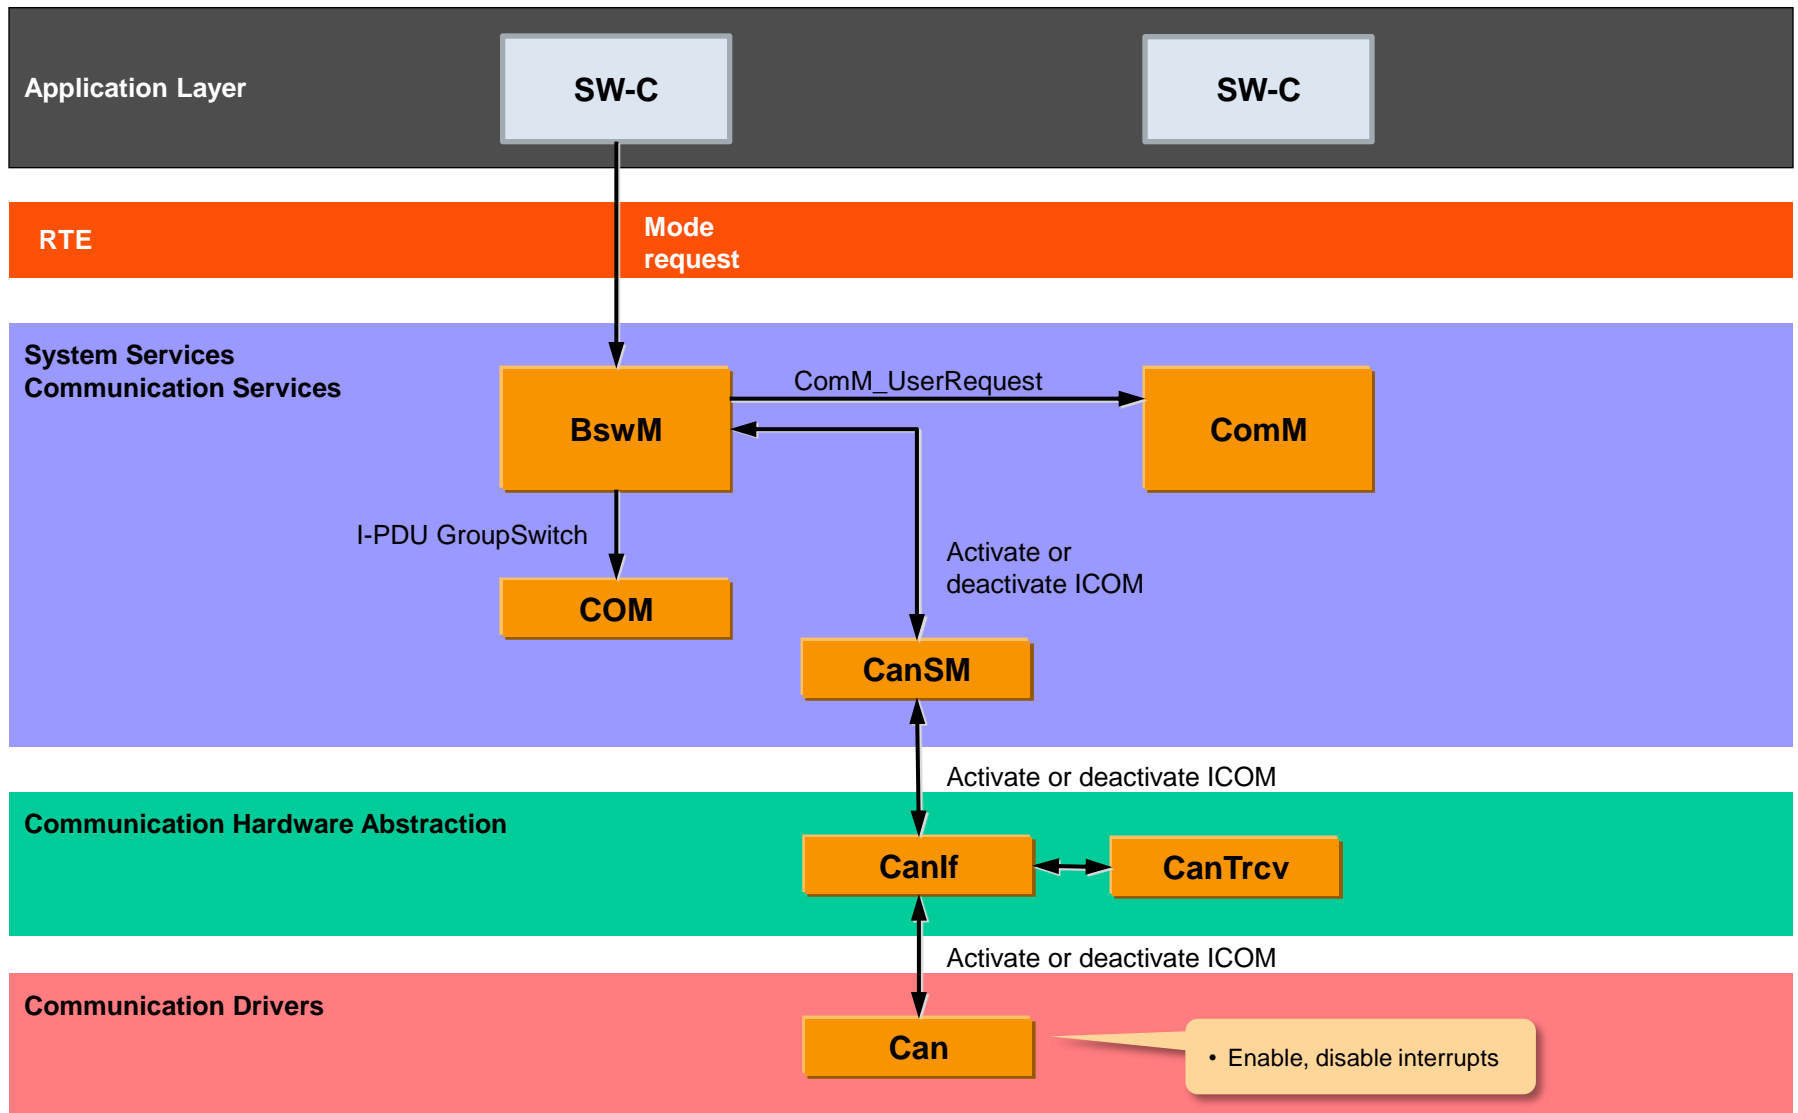 Application Layer
SW-C
SW-C
RTE
Mode
request
System Services
Communication Services
BswM
ComM_UserRequest
ComM
I-PDU GroupSwitch
COM
Activate or
deactivate ICOM
CanSM
Activate or deactivate ICOM
Communication Hardware Abstraction
CanIf
CanTrcv
Activate or deactivate ICOM
Communication Drivers
Can
• Enable, disable interrupts